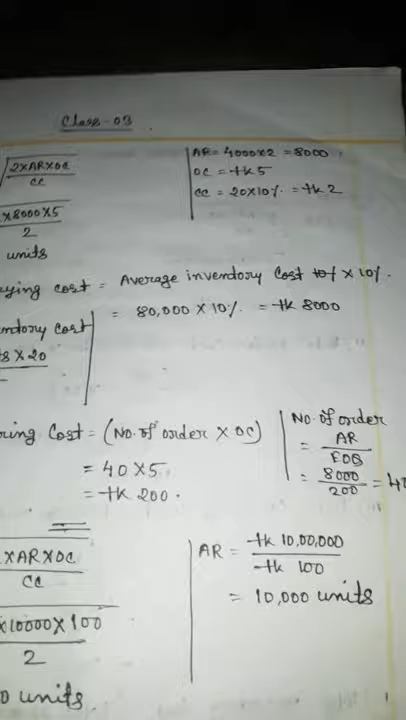 Class-03
√2×AR×OC / CC
AR = 4000×2 = 8000
OC = tk 5
CC = 20×10% = tk 2
×8000×5 / 2
units
ying cost = Average inventory Cost × 10%.
= 80,000 × 10% = tk 8000
ntory cost
× 20
ring Cost = (No. of order × OC)
= 40 × 5
= tk 200.
No. of order
= AR / EOQ
= 8000 / 200 = 40
×AR×OC / CC
AR = tk 10,00,000 / tk 100
= 10,000 units
×10000×100 / 2
0 units